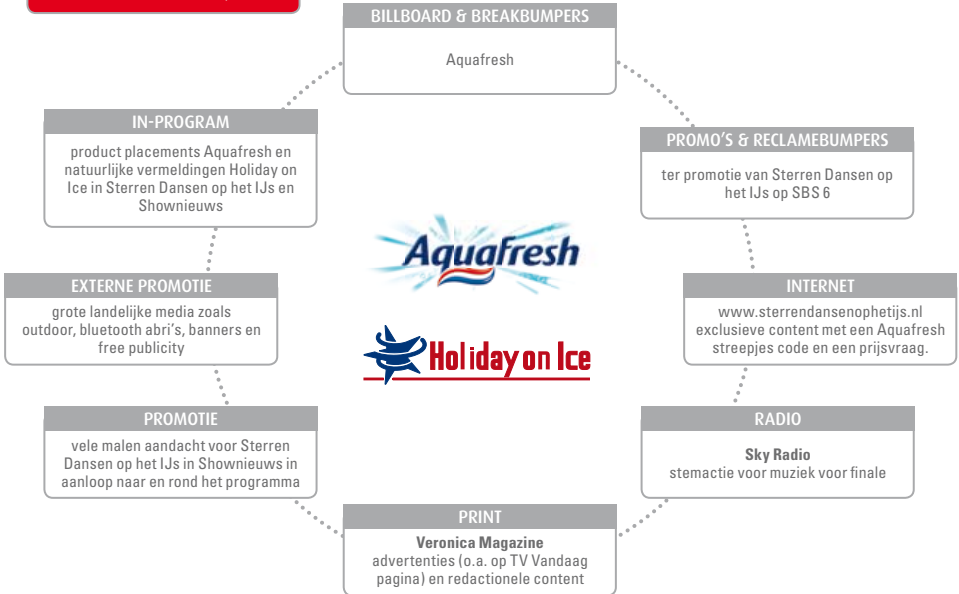 BILLBOARD & BREAKBUMPERS
Aquafresh
IN-PROGRAM
product placements Aquafresh en
natuurlijke vermeldingen Holiday on
Ice in Sterren Dansen op het IJs en
Shownieuws
PROMO'S & RECLAMEBUMPERS
ter promotie van Sterren Dansen op
het IJs op SBS 6
Aquafresh
EXTERNE PROMOTIE
grote landelijke media zoals
outdoor, bluetooth abri's, banners en
free publicity
INTERNET
www.sterrendansenophetijs.nl
exclusieve content met een Aquafresh
streepjes code en een prijsvraag.
Holiday on Ice
PROMOTIE
vele malen aandacht voor Sterren
Dansen op het IJs in Shownieuws in
aanloop naar en rond het programma
RADIO
Sky Radio
stemactie voor muziek voor finale
PRINT
Veronica Magazine
advertenties (o.a. op TV Vandaag
pagina) en redactionele content